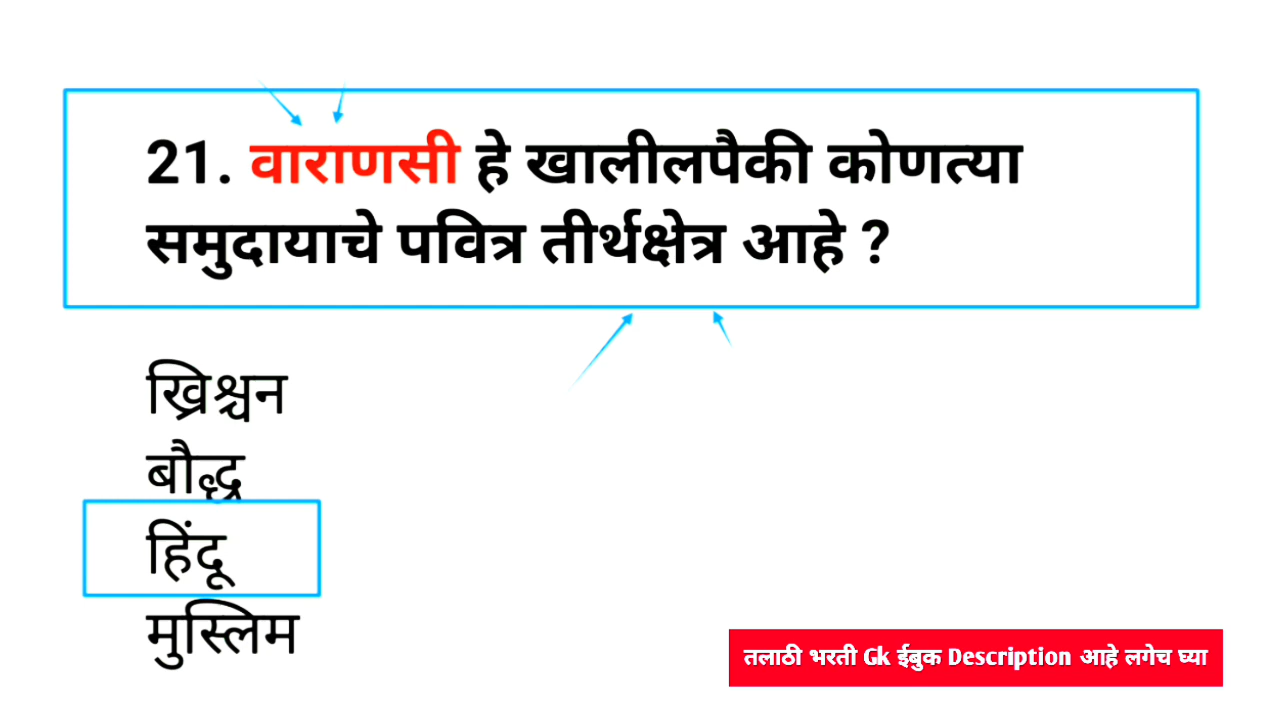 21. वाराणसी हे खालीलपैकी कोणत्या
समुदायाचे पवित्र तीर्थक्षेत्र आहे ?
ख्रिश्चन
बौद्ध
हिंदू
मुस्लिम
तलाठी भरती Gk ईबुक Description आहे लगेच घ्या